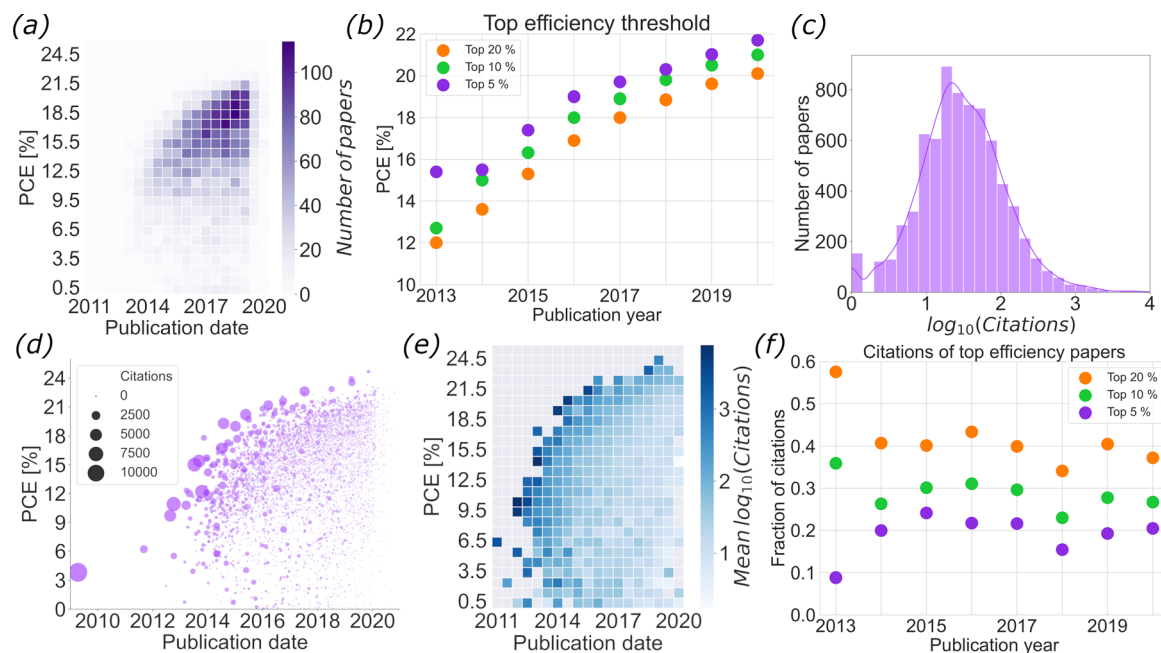 (a)
24.5
21.5
18.5
15.5
12.5
9.5
6.5
3.5
0.5
PCE [%]
2011 2014 2017 2020
Publication date
100
80
60
40
20
0
Number of papers
(b)
Top efficiency threshold
22
20
18
16
14
12
10
PCE [%]
Top 20 %
Top 10 %
Top 5 %
2013 2015 2017 2019
Publication year
(c)
800
600
400
200
0
Number of papers
0 1 2 3 4
log10(Citations)
(d)
24
21
18
15
12
9
6
3
0
PCE [%]
Citations
0
2500
5000
7500
10000
2010 2012 2014 2016 2018 2020
Publication date
(e)
24.5
21.5
18.5
15.5
12.5
9.5
6.5
3.5
0.5
PCE [%]
2011 2014 2017 2020
Publication date
3
2
1
Mean log10(Citations)
(f)
Citations of top efficiency papers
0.6
0.5
0.4
0.3
0.2
0.1
0.0
Fraction of citations
Top 20 %
Top 10 %
Top 5 %
2013 2015 2017 2019
Publication year